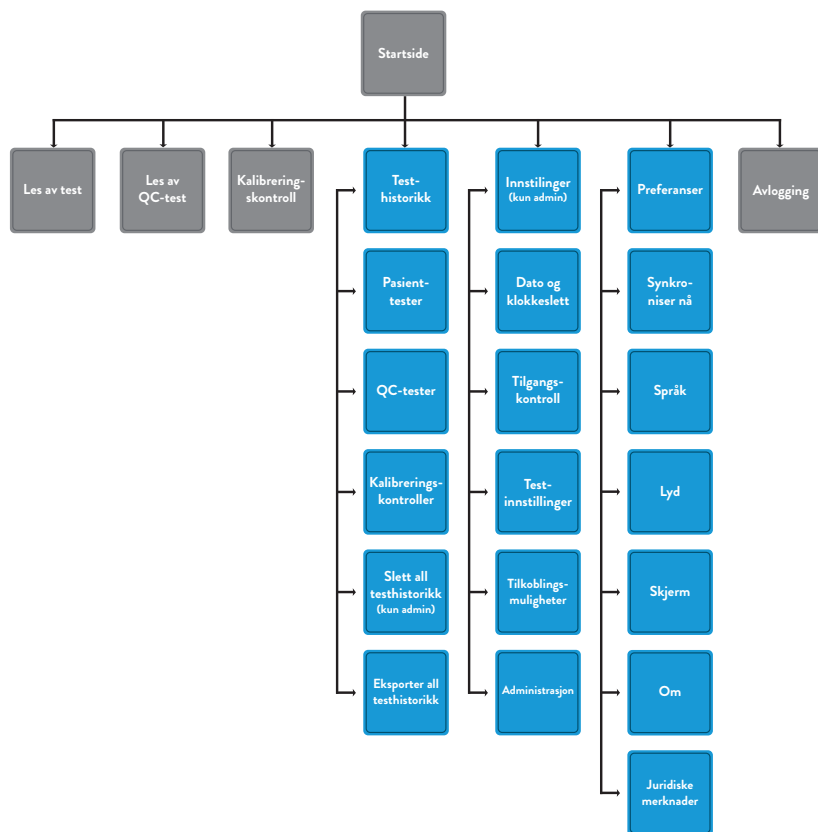 Startside
Les av test
Les av
QC-test
Kalibrering-
skontroll
Test-
historikk
Innstilinger
(kun admin)
Preferanser
Avlogging
Pasient-
tester
Dato og
klokkeslett
Synkro-
niser nå
QC-tester
Tilgangs-
kontroll
Språk
Kalibrerings-
kontroller
Test-
innstillinger
Lyd
Slett all
testhistorikk
(kun admin)
Tilkoblings-
muligheter
Skjerm
Eksporter all
testhistorikk
Administrasjon
Om
Juridiske
merknader